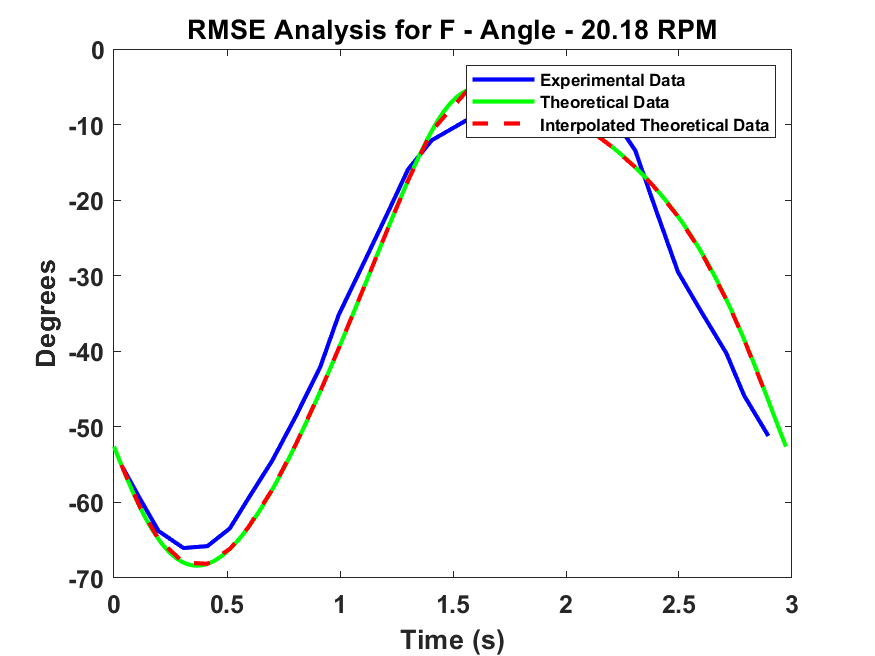 RMSE Analysis for F - Angle - 20.18 RPM
Experimental Data
Theoretical Data
Interpolated Theoretical Data
0
-10
-20
-30
-40
-50
-60
-70
Degrees
0 0.5 1 1.5 2 2.5 3
Time (s)